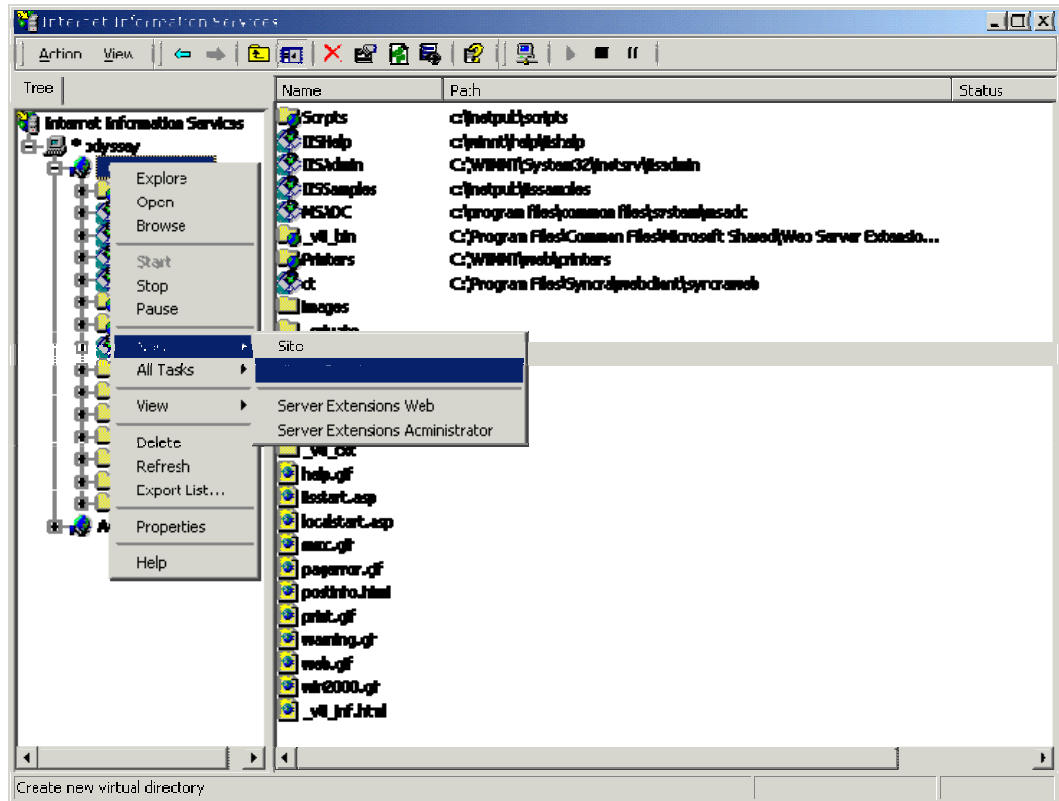 Internet Information Services
Action View
Tree
Name Path Status
Internet Information Services
* odyssey
Scripts c:\inetpub\scripts
IISHelp c:\winnt\help\iishelp
IISAdmin C:\WINNT\System32\inetsrv\iisadmin
IISSamples c:\inetpub\iissamples
MSADC c:\program files\common files\system\msadc
_vti_bin C:\Program Files\Common Files\Microsoft Shared\Web Server Extensio...
Printers C:\WINNT\web\printers
ct C:\Program Files\Syncra\webclient\syncraweb
images
_private
Explore
Open
Browse
Start
Stop
Pause
New
All Tasks
View
Delete
Refresh
Export List...
Properties
Help
Site
Server Extensions Web
Server Extensions Administrator
_vti_txt
help.gif
iisstart.asp
localstart.asp
mmc.gif
pagerror.gif
postinfo.html
print.gif
warning.gif
web.gif
win2000.gif
_vti_inf.html
A
Create new virtual directory